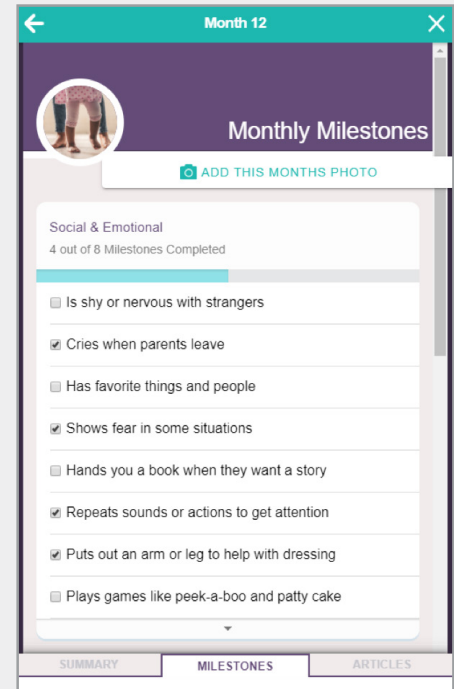 Month 12
Monthly Milestones
ADD THIS MONTHS PHOTO
Social & Emotional
4 out of 8 Milestones Completed
Is shy or nervous with strangers
Cries when parents leave
Has favorite things and people
Shows fear in some situations
Hands you a book when they want a story
Repeats sounds or actions to get attention
Puts out an arm or leg to help with dressing
Plays games like peek-a-boo and patty cake
SUMMARY
MILESTONES
ARTICLES